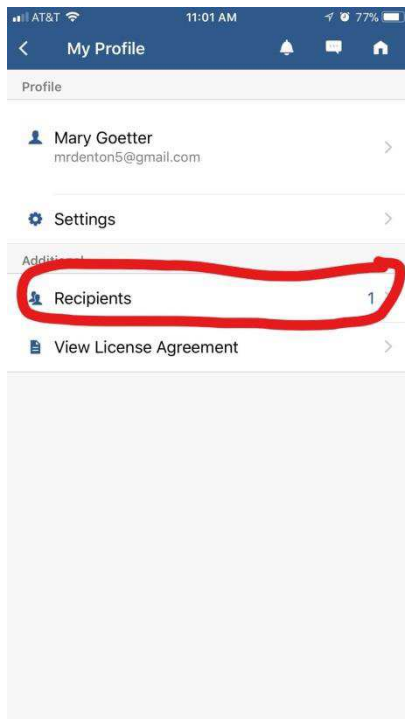 AT&T 11:01 AM 77%
My Profile
Profile
Mary Goetter
mrdenton5@gmail.com
Settings
Additional
Recipients 1
View License Agreement